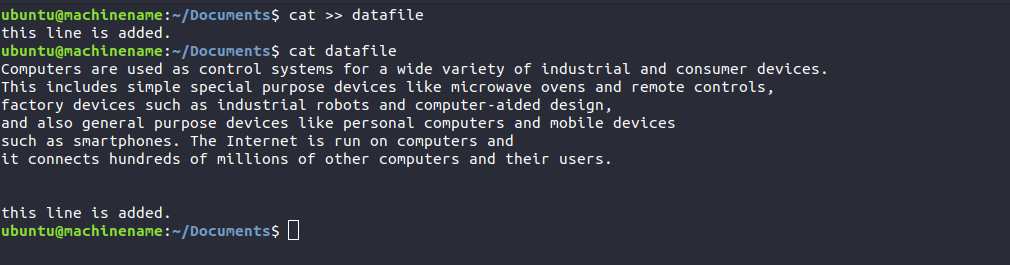 ubuntu@machinename:~/Documents$ cat >> datafile
this line is added.
ubuntu@machinename:~/Documents$ cat datafile
Computers are used as control systems for a wide variety of industrial and consumer devices.
This includes simple special purpose devices like microwave ovens and remote controls,
factory devices such as industrial robots and computer-aided design,
and also general purpose devices like personal computers and mobile devices
such as smartphones. The Internet is run on computers and
it connects hundreds of millions of other computers and their users.
this line is added.
ubuntu@machinename:~/Documents$